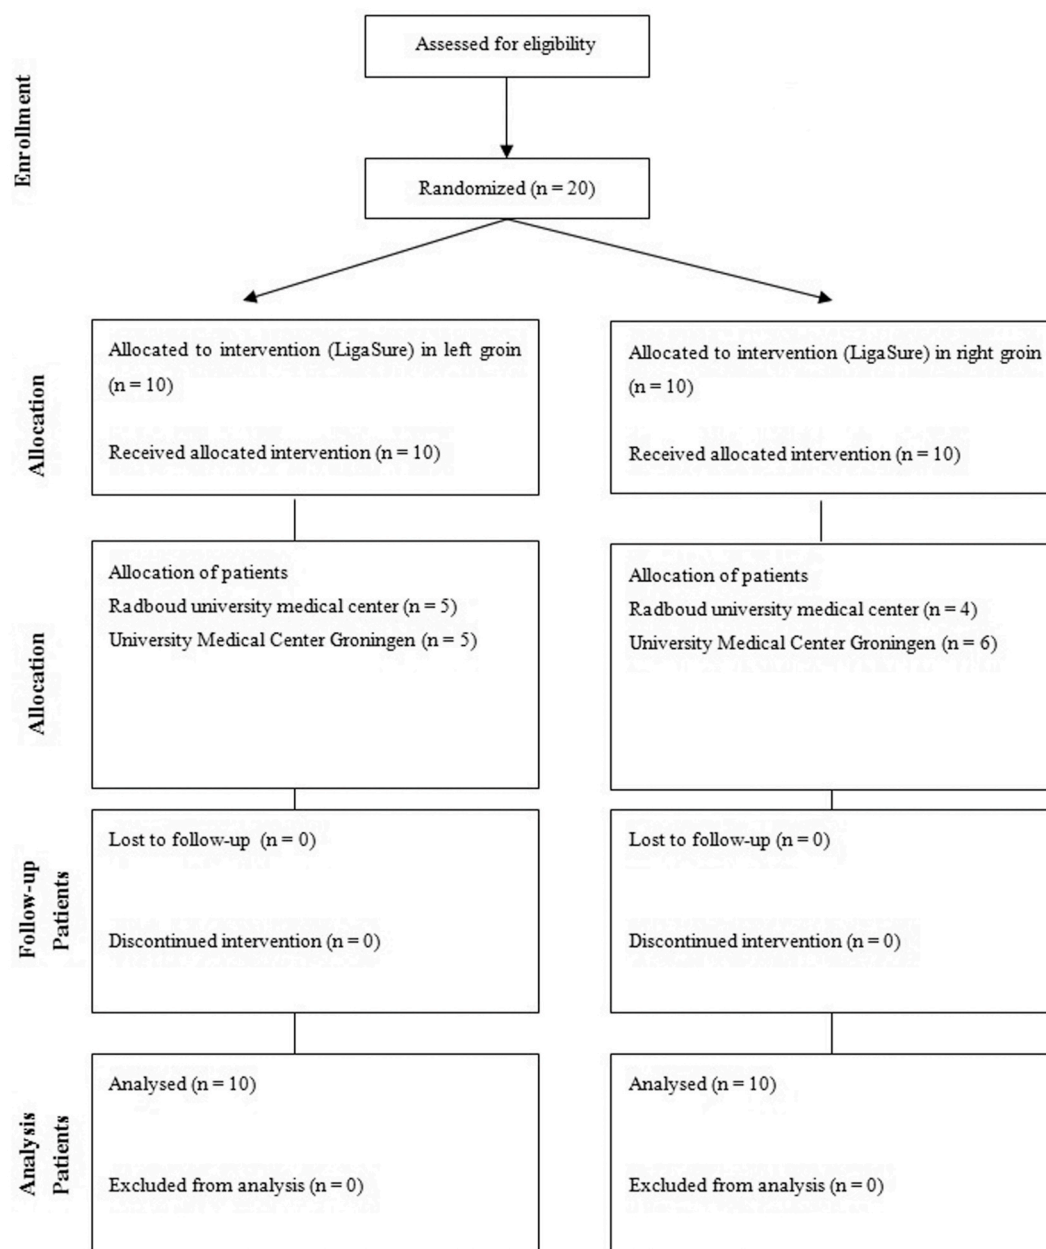 Enrollment
Assessed for eligibility
Randomized (n = 20)
Allocation
Allocated to intervention (LigaSure) in left groin
(n = 10)
Received allocated intervention (n = 10)
Allocated to intervention (LigaSure) in right groin
(n = 10)
Received allocated intervention (n = 10)
Allocation
Allocation of patients
Radboud university medical center (n = 5)
University Medical Center Groningen (n = 5)
Allocation of patients
Radboud university medical center (n = 4)
University Medical Center Groningen (n = 6)
Follow-up
Patients
Lost to follow-up (n = 0)
Discontinued intervention (n = 0)
Lost to follow-up (n = 0)
Discontinued intervention (n = 0)
Analysis
Patients
Analysed (n = 10)
Excluded from analysis (n = 0)
Analysed (n = 10)
Excluded from analysis (n = 0)